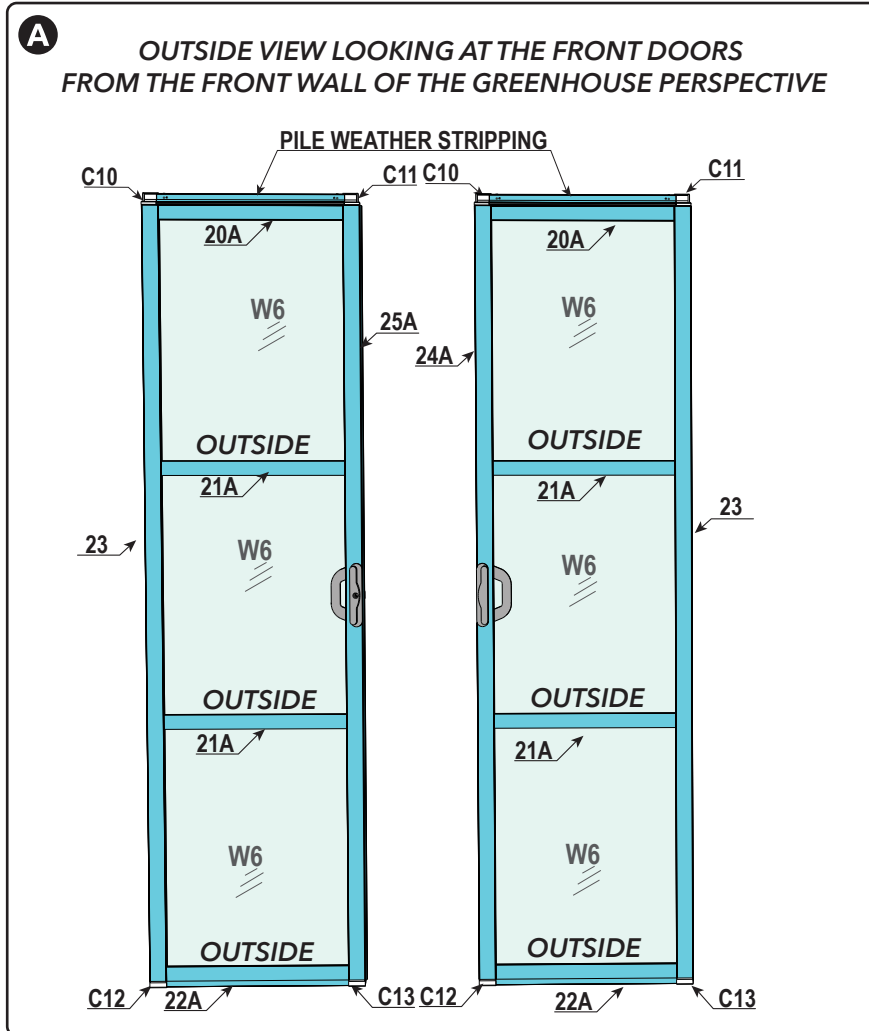 A
OUTSIDE VIEW LOOKING AT THE FRONT DOORS
FROM THE FRONT WALL OF THE GREENHOUSE PERSPECTIVE
PILE WEATHER STRIPPING
C10
C11
C10
C11
20A
20A
W6
W6
25A
24A
OUTSIDE
OUTSIDE
21A
21A
23
23
W6
W6
OUTSIDE
OUTSIDE
21A
21A
W6
W6
OUTSIDE
OUTSIDE
C12
22A
C13
C12
22A
C13